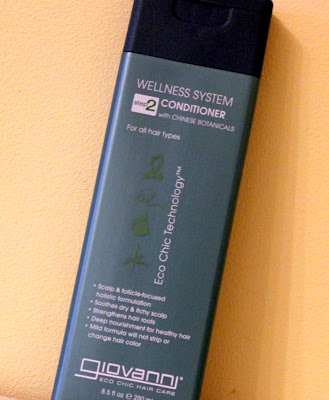 WELLNESS SYSTEM
step 2 CONDITIONER
with CHINESE BOTANICALS
For all hair types
Eco Chic Technology™
• Scalp & follicle-focused
holistic formulation
• Soothes dry & itchy scalp
• Strengthens hair roots
• Deep nourishment for healthy hair
• Mild formula will not strip or
change hair color
giovanni
ECO CHIC HAIR CARE
8.5 fl oz e 250 mL